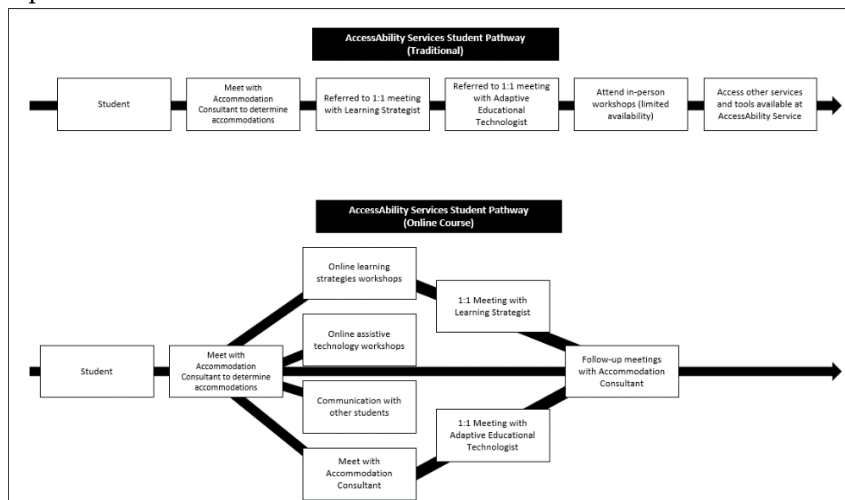 AccessAbility Services Student Pathway
(Traditional)
Student
Meet with Accommodation
Consultant to determine
accommodations
Referred to 1:1 meeting
with Learning Strategist
Referred to 1:1 meeting
with Adaptive
Educational
Technologist
Attend in-person
workshops (limited
availability)
Access other services
and tools available at
AccessAbility Service
AccessAbility Services Student Pathway
(Online Course)
Student
Meet with
Accommodation
Consultant to determine
accommodations
Online learning
strategies workshops
Online assistive
technology workshops
Communication with
other students
Meet with
Accommodation
Consultant
1:1 Meeting with
Learning Strategist
1:1 Meeting with
Adaptive Educational
Technologist
Follow-up meetings
with Accommodation
Consultant